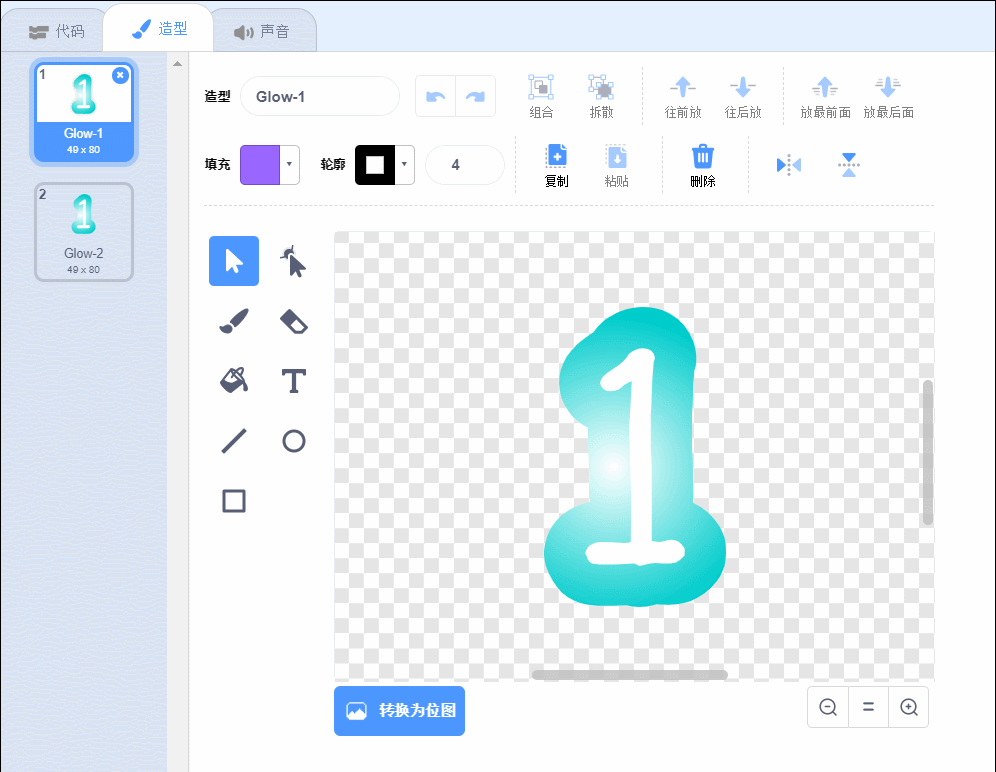 代码
造型
声音
1
Glow-1
49 x 80
2
Glow-2
49 x 80
造型
Glow-1
组合
拆散
往前放
往后放
放最前面
放最后面
填充
轮廓
4
复制
粘贴
删除
T
1
转换为位图